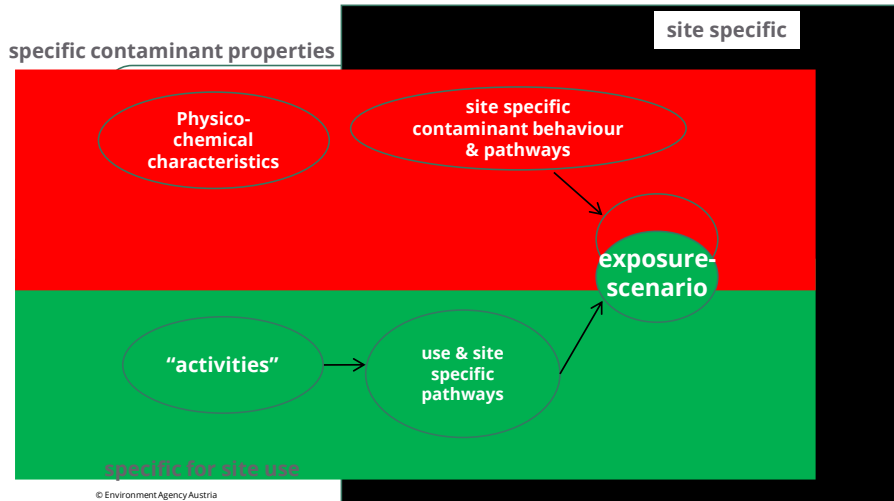 site specific
specific contaminant properties
Physico-
chemical
characteristics
site specific
contaminant behaviour
& pathways
exposure-
scenario
“activities”
use & site
specific
pathways
specific for site use
© Environment Agency Austria